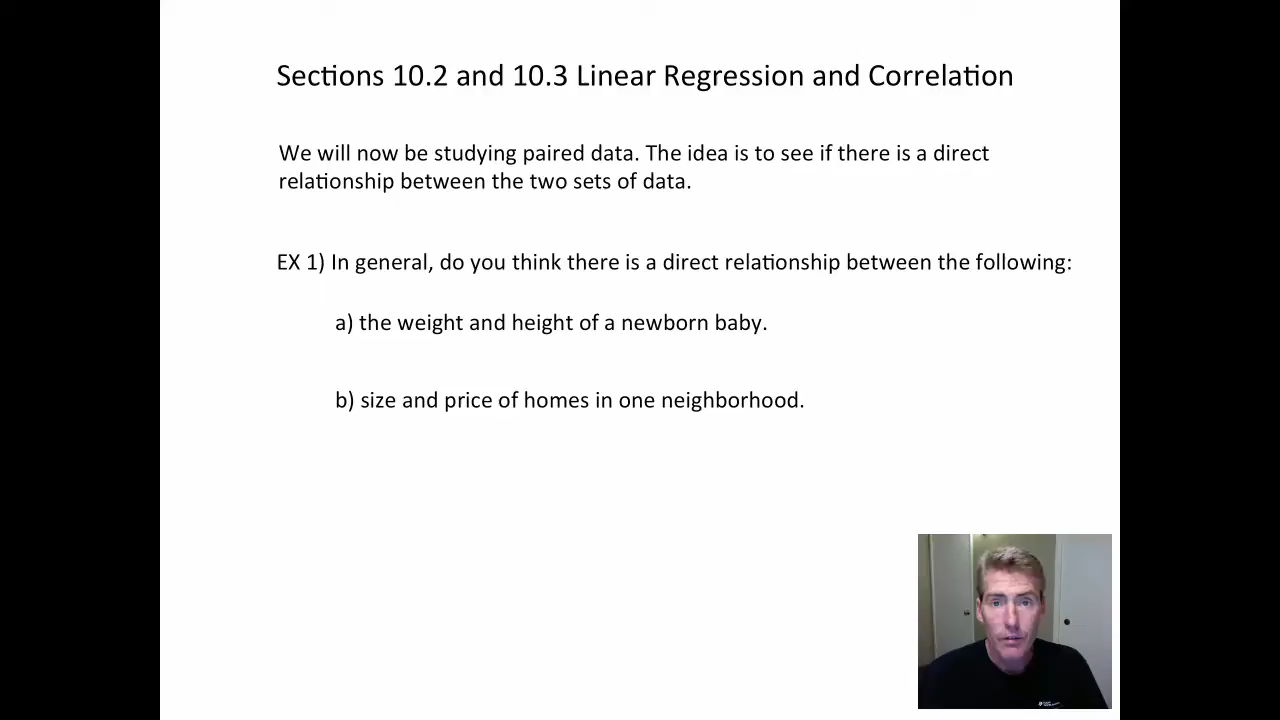 Sections 10.2 and 10.3 Linear Regression and Correlation
We will now be studying paired data. The idea is to see if there is a direct
relationship between the two sets of data.
EX 1) In general, do you think there is a direct relationship between the following:
a) the weight and height of a newborn baby.
b) size and price of homes in one neighborhood.